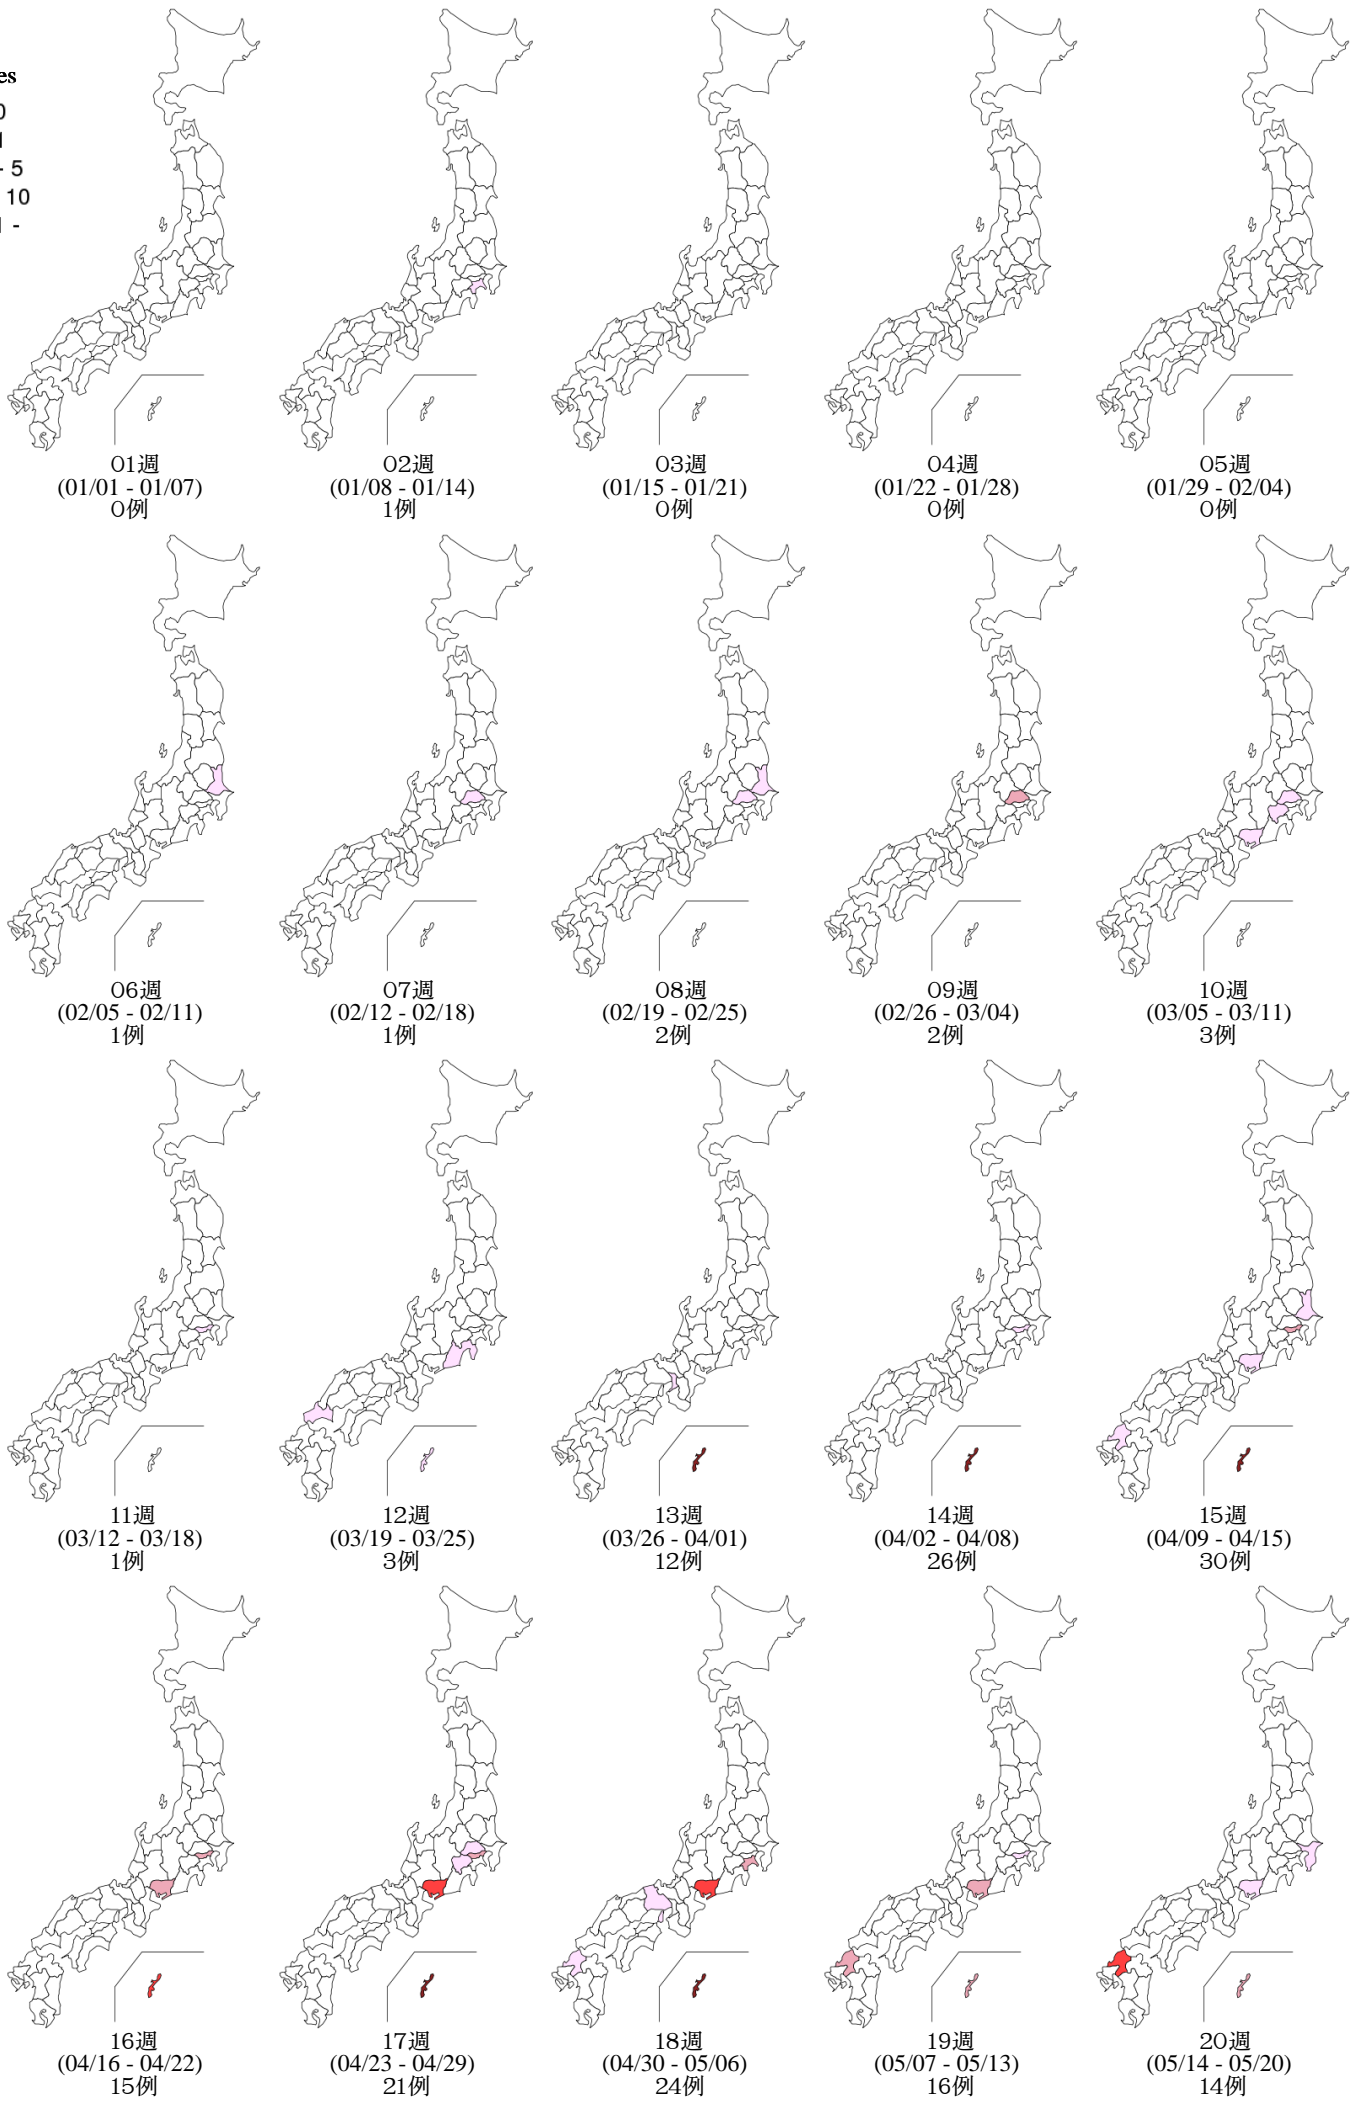 es
0
- 5
10
01週
(01/01 - 01/07)
0例
02週
(01/08 - 01/14)
1例
03週
(01/15 - 01/21)
0例
04週
(01/22 - 01/28)
0例
05週
(01/29 - 02/04)
0例
06週
(02/05 - 02/11)
1例
07週
(02/12 - 02/18)
1例
08週
(02/19 - 02/25)
2例
09週
(02/26 - 03/04)
2例
10週
(03/05 - 03/11)
3例
11週
(03/12 - 03/18)
1例
12週
(03/19 - 03/25)
3例
13週
(03/26 - 04/01)
12例
14週
(04/02 - 04/08)
26例
15週
(04/09 - 04/15)
30例
16週
(04/16 - 04/22)
15例
17週
(04/23 - 04/29)
21例
18週
(04/30 - 05/06)
24例
19週
(05/07 - 05/13)
16例
20週
(05/14 - 05/20)
14例